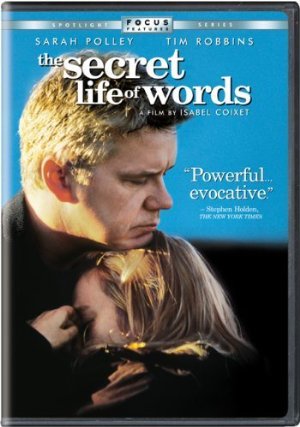 SPOTLIGHT FOCUS FEATURES SERIES
SARAH POLLEY TIM ROBBINS
the secret
life of words
A FILM BY ISABEL COIXET
“Powerful...
evocative.”
– Stephen Holden,
THE NEW YORK TIMES